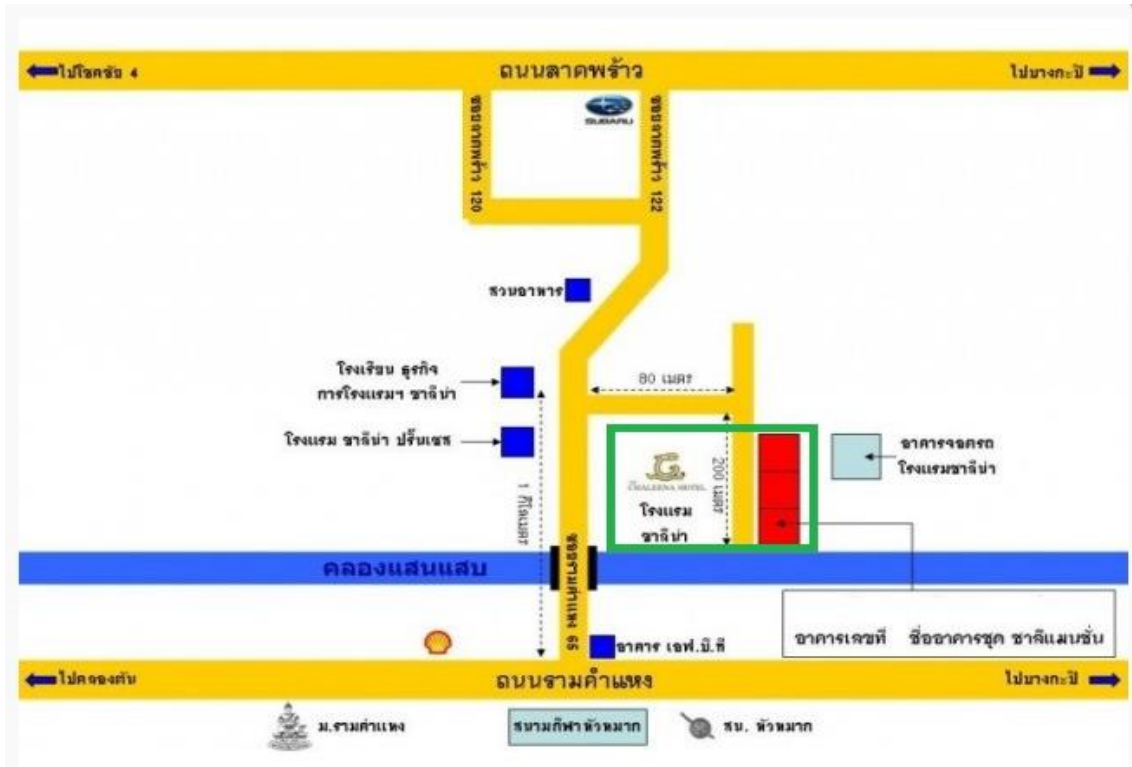 ไปโชคชัย 4
ถนนลาดพร้าว
ไปบางกะปิ
SUBARU
ซอยลาดพร้าว 120
ซอยลาดพร้าว 122
สวนอาหาร
โรงเรียน ธุรกิจ
การโรงแรมฯ ชาลีน่า
80 เมตร
โรงแรม ชาลีน่า ปริ๊นเซส
CHALEENA HOTEL
โรงแรม
ชาลีน่า
200 เมตร
อาคารจอดรถ
โรงแรมชาลีน่า
1 กิโลเมตร
คลองแสนแสบ
ซอยรามคำแหง 65
อาคาร เอฟ.บี.ที
อาคารเลขที่ ชื่ออาคารชุด ชาลีแมนชั่น
ไปคลองตัน
ถนนรามคำแหง
ไปบางกะปิ
ม.รามคำแหง
สนามกีฬาหัวหมาก
สน. หัวหมาก